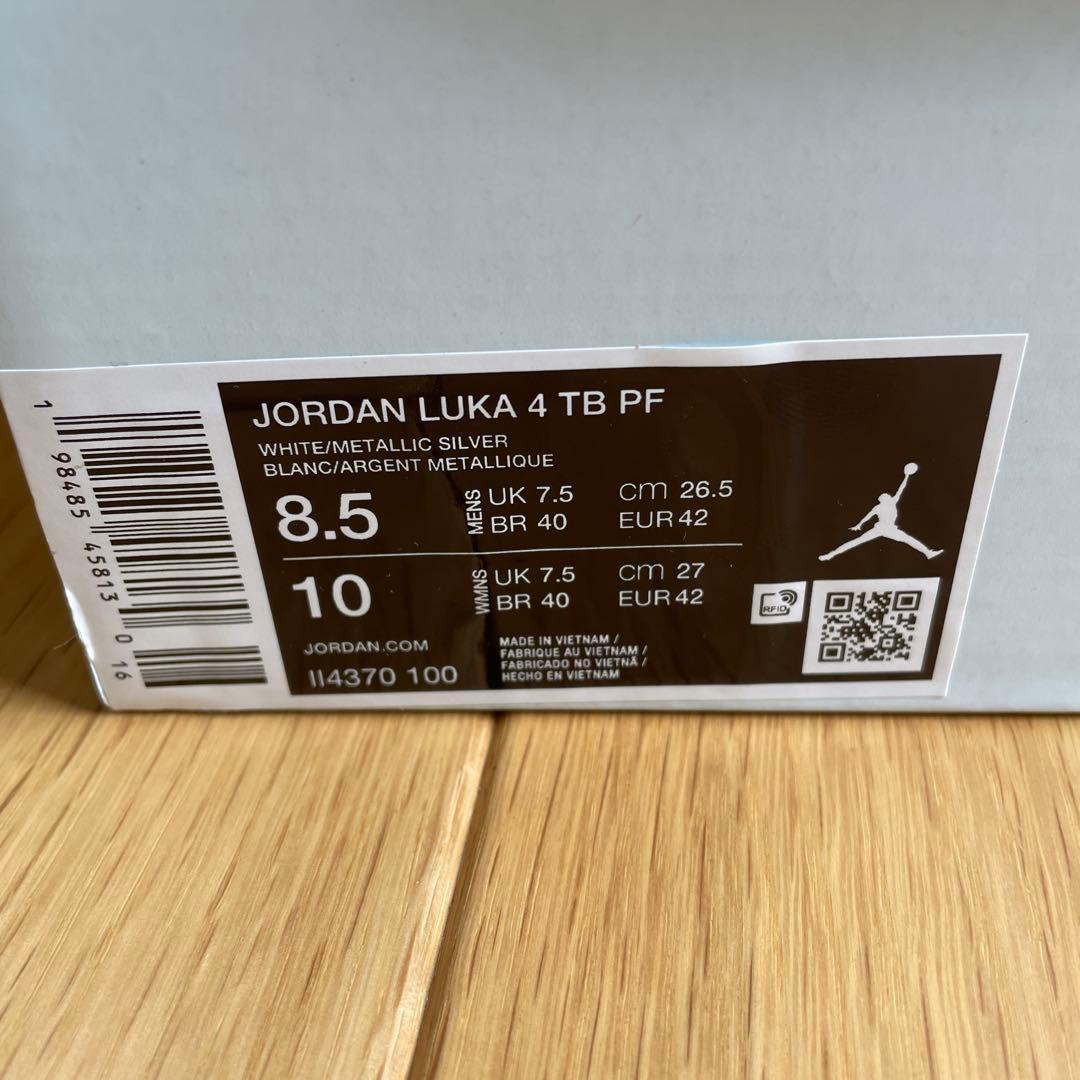 JORDAN LUKA 4 TB PF
WHITE/METALLIC SILVER
BLANC/ARGENT METALLIQUE
8.5
MENS
UK 7.5
cm 26.5
BR 40
EUR 42
10
WMNS
UK 7.5
cm 27
BR 40
EUR 42
JORDAN.COM
II4370 100
MADE IN VIETNAM /
FABRIQUE AU VIETNAM /
FABRICADO NO VIETNÃ /
HECHO EN VIETNAM
RFID
1 98485 45813 0 16